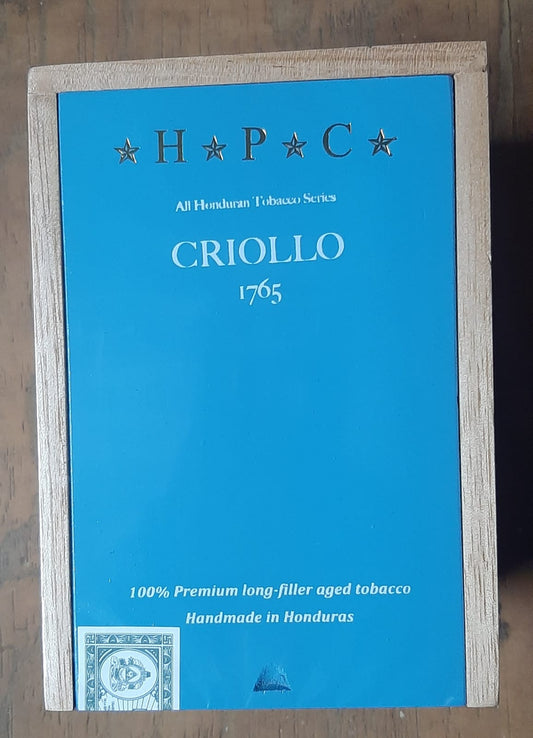 ★ H ★ P ★ C ★
All Honduran Tobacco Series
CRIOLLO
1765
100% Premium long-filler aged tobacco
Handmade in Honduras